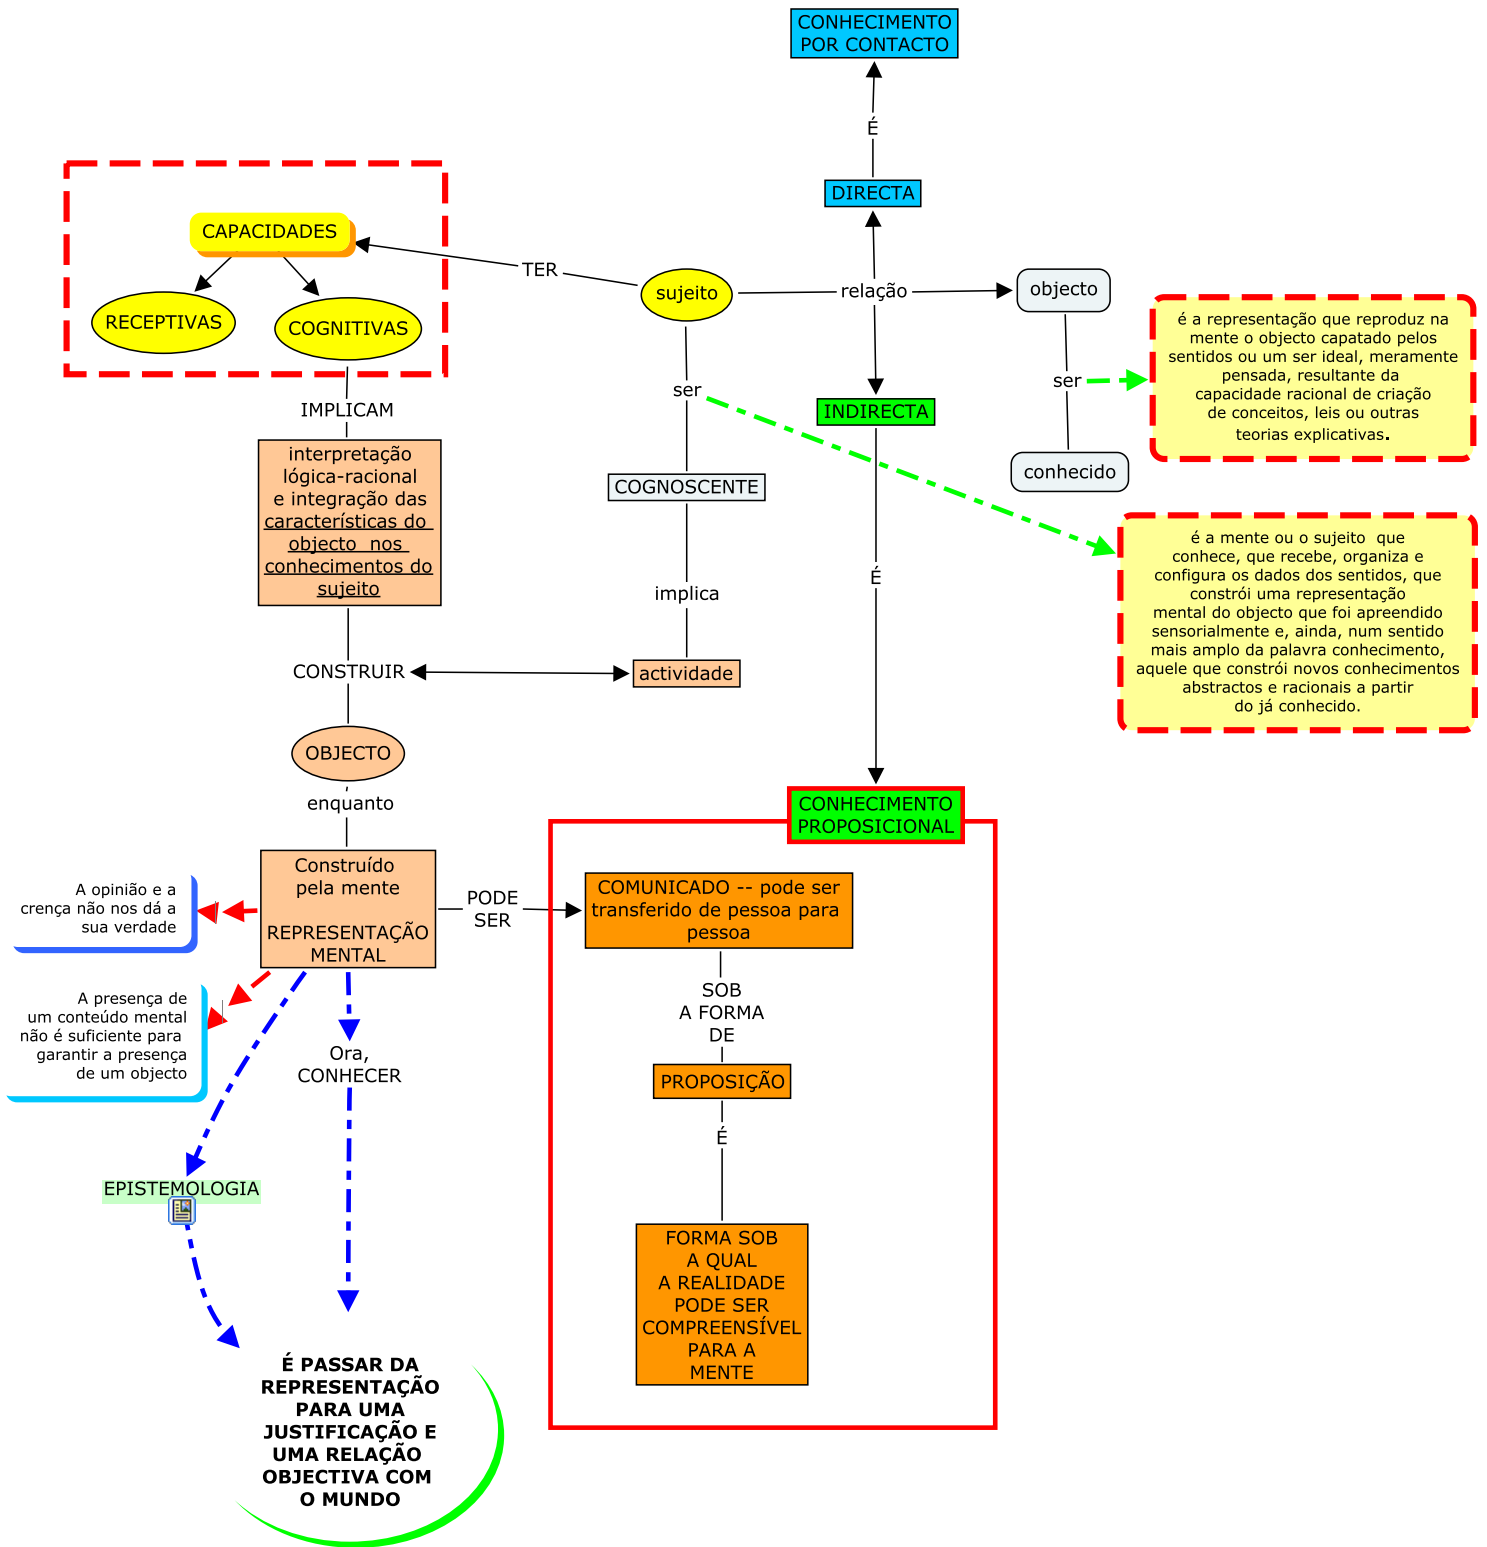 CONHECIMENTO
POR CONTACTO
É
DIRECTA
CAPACIDADES
RECEPTIVAS
COGNITIVAS
TER
sujeito
relação
objecto
ser
conhecido
é a representação que reproduz na
mente o objecto capatado pelos
sentidos ou um ser ideal, meramente
pensada, resultante da
capacidade racional de criação
de conceitos, leis ou outras
teorias explicativas.
ser
INDIRECTA
IMPLICAM
interpretação
lógica-racional
e integração das
características do
objecto nos
conhecimentos do
sujeito
COGNOSCENTE
é a mente ou o sujeito que
conhece, que recebe, organiza e
configura os dados dos sentidos, que
constrói uma representação
mental do objecto que foi apreendido
sensorialmente e, ainda, num sentido
mais amplo da palavra conhecimento,
aquele que constrói novos conhecimentos
abstractos e racionais a partir
do já conhecido.
implica
É
CONSTRUIR
actividade
OBJECTO
enquanto
CONHECIMENTO
PROPOSICIONAL
Construído
pela mente
REPRESENTAÇÃO
MENTAL
PODE
SER
COMUNICADO -- pode ser
transferido de pessoa para
pessoa
A opinião e a
crença não nos dá a
sua verdade
A presença de
um conteúdo mental
não é suficiente para
garantir a presença
de um objecto
SOB
A FORMA
DE
Ora,
CONHECER
PROPOSIÇÃO
É
EPISTEMOLOGIA
FORMA SOB
A QUAL
A REALIDADE
PODE SER
COMPREENSÍVEL
PARA A
MENTE
É PASSAR DA
REPRESENTAÇÃO
PARA UMA
JUSTIFICAÇÃO E
UMA RELAÇÃO
OBJECTIVA COM
O MUNDO